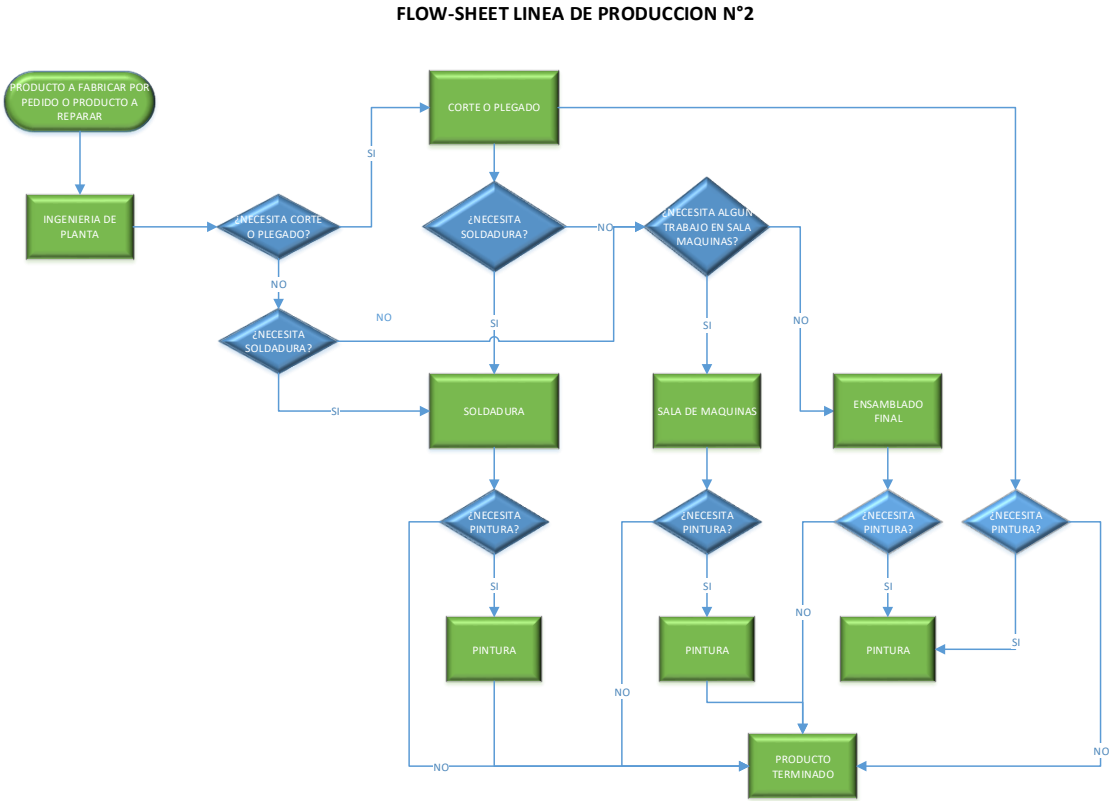 FLOW-SHEET LINEA DE PRODUCCION N°2
PRODUCTO A FABRICAR POR
PEDIDO O PRODUCTO A
REPARAR
CORTE O PLEGADO
SI
INGENIERIA DE
PLANTA
¿NECESITA CORTE
O PLEGADO?
¿NECESITA
SOLDADURA?
NO
¿NECESITA ALGUN
TRABAJO EN SALA
MAQUINAS?
NO
¿NECESITA
SOLDADURA?
NO
SI
SI
NO
SI
SOLDADURA
SALA DE MAQUINAS
ENSAMBLADO
FINAL
¿NECESITA
PINTURA?
¿NECESITA
PINTURA?
¿NECESITA
PINTURA?
¿NECESITA
PINTURA?
SI
SI
SI
NO
SI
PINTURA
PINTURA
PINTURA
NO
NO
NO
PRODUCTO
TERMINADO